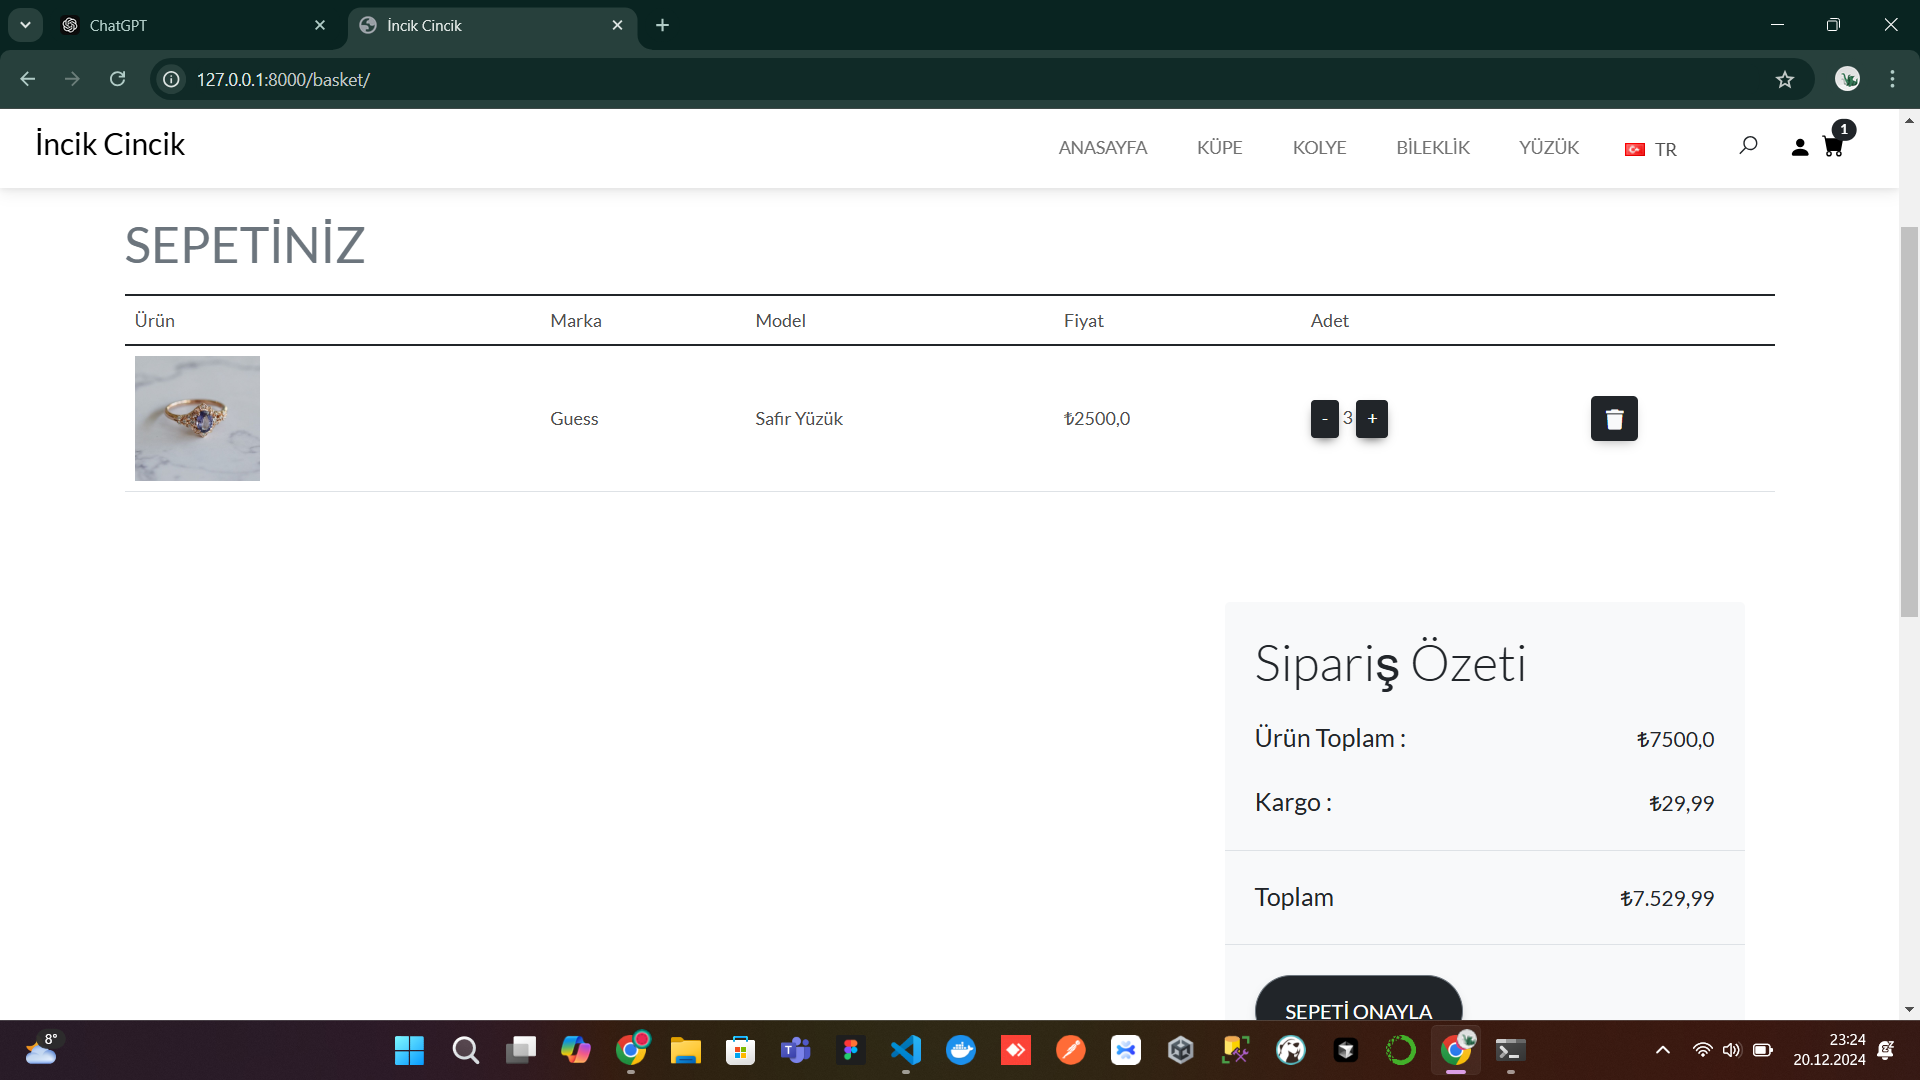 ChatGPT
İncik Cincik
127.0.0.1:8000/basket/
İncik Cincik
ANASAYFA KÜPE KOLYE BİLEKLİK YÜZÜK TR 1
SEPETİNİZ
Ürün Marka Model Fiyat Adet
Guess Safir Yüzük ₺2500,0 - 3 +
Sipariş Özeti
Ürün Toplam : ₺7500,0
Kargo : ₺29,99
Toplam ₺7.529,99
SEPETİ ONAYLA
8°
23:24
20.12.2024